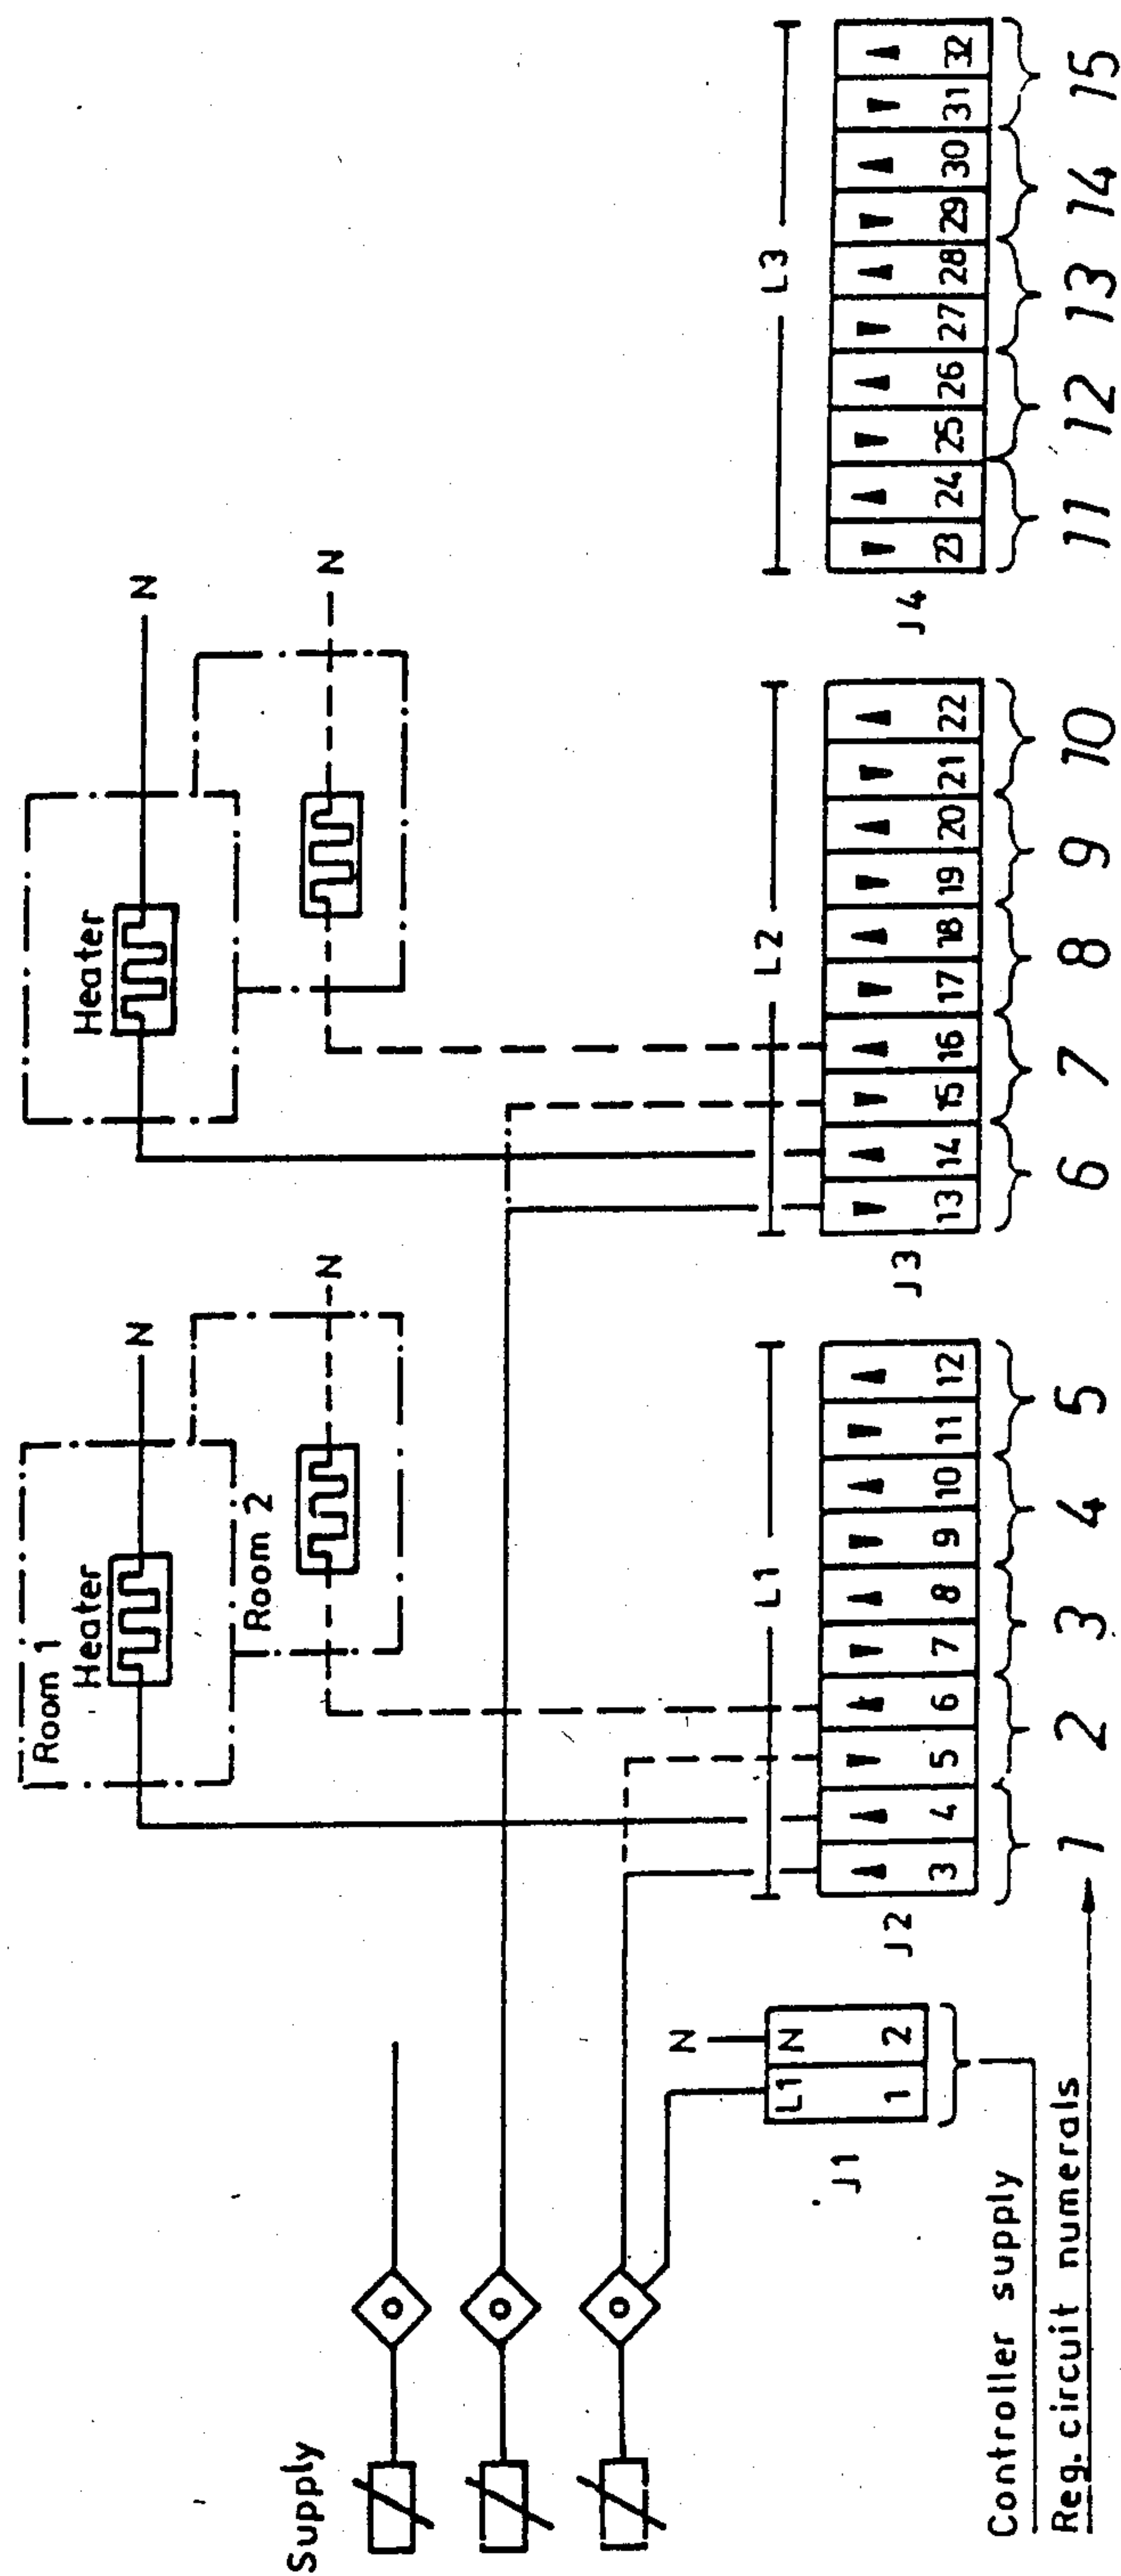 Supply
Room 1
Heater
N
Room 2
N
Heater
N
N
N
L1
N
1
2
J1
L1
3 4 5 6 7 8 9 10 11 12
J2
L2
13 14 15 16 17 18 19 20 21 22
J3
L3
23 24 25 26 27 28 29 30 31 32
J4
Controller supply
Reg. circuit numerals
1 2 3 4 5 6 7 8 9 10 11 12 13 14 15